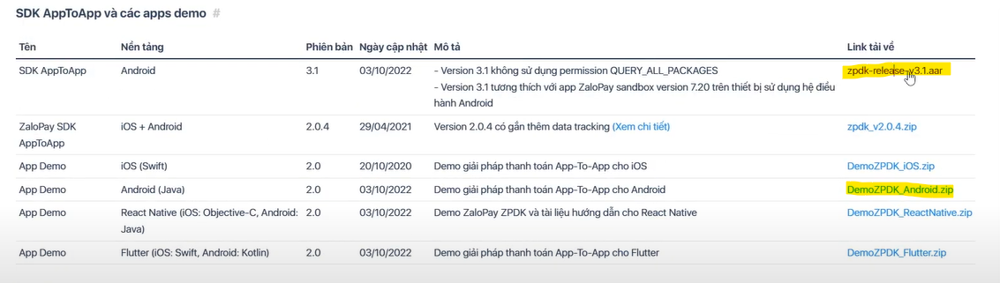 SDK AppToApp và các apps demo #
Tên Nền tảng Phiên bản Ngày cập nhật Mô tả Link tải về
SDK AppToApp Android 3.1 03/10/2022 - Version 3.1 không sử dụng permission QUERY_ALL_PACKAGES zpdk-release-v3.1.aar
- Version 3.1 tương thích với app ZaloPay sandbox version 7.20 trên thiết bị sử dụng hệ điều
hành Android
ZaloPay SDK iOS + Android 2.0.4 29/04/2021 Version 2.0.4 có gắn thêm data tracking (Xem chi tiết) zpdk_v2.0.4.zip
AppToApp
App Demo iOS (Swift) 2.0 20/10/2020 Demo giải pháp thanh toán App-To-App cho iOS DemoZPDK_iOS.zip
App Demo Android (Java) 2.0 03/10/2022 Demo giải pháp thanh toán App-To-App cho Android DemoZPDK_Android.zip
App Demo React Native (iOS: Objective-C, Android: 2.0 03/10/2022 Demo ZaloPay ZPDK và tài liệu hướng dẫn cho React Native DemoZPDK_ReactNative.zip
Java)
App Demo Flutter (iOS: Swift, Android: Kotlin) 2.0 03/10/2022 Demo giải pháp thanh toán App-To-App cho Flutter DemoZPDK_Flutter.zip